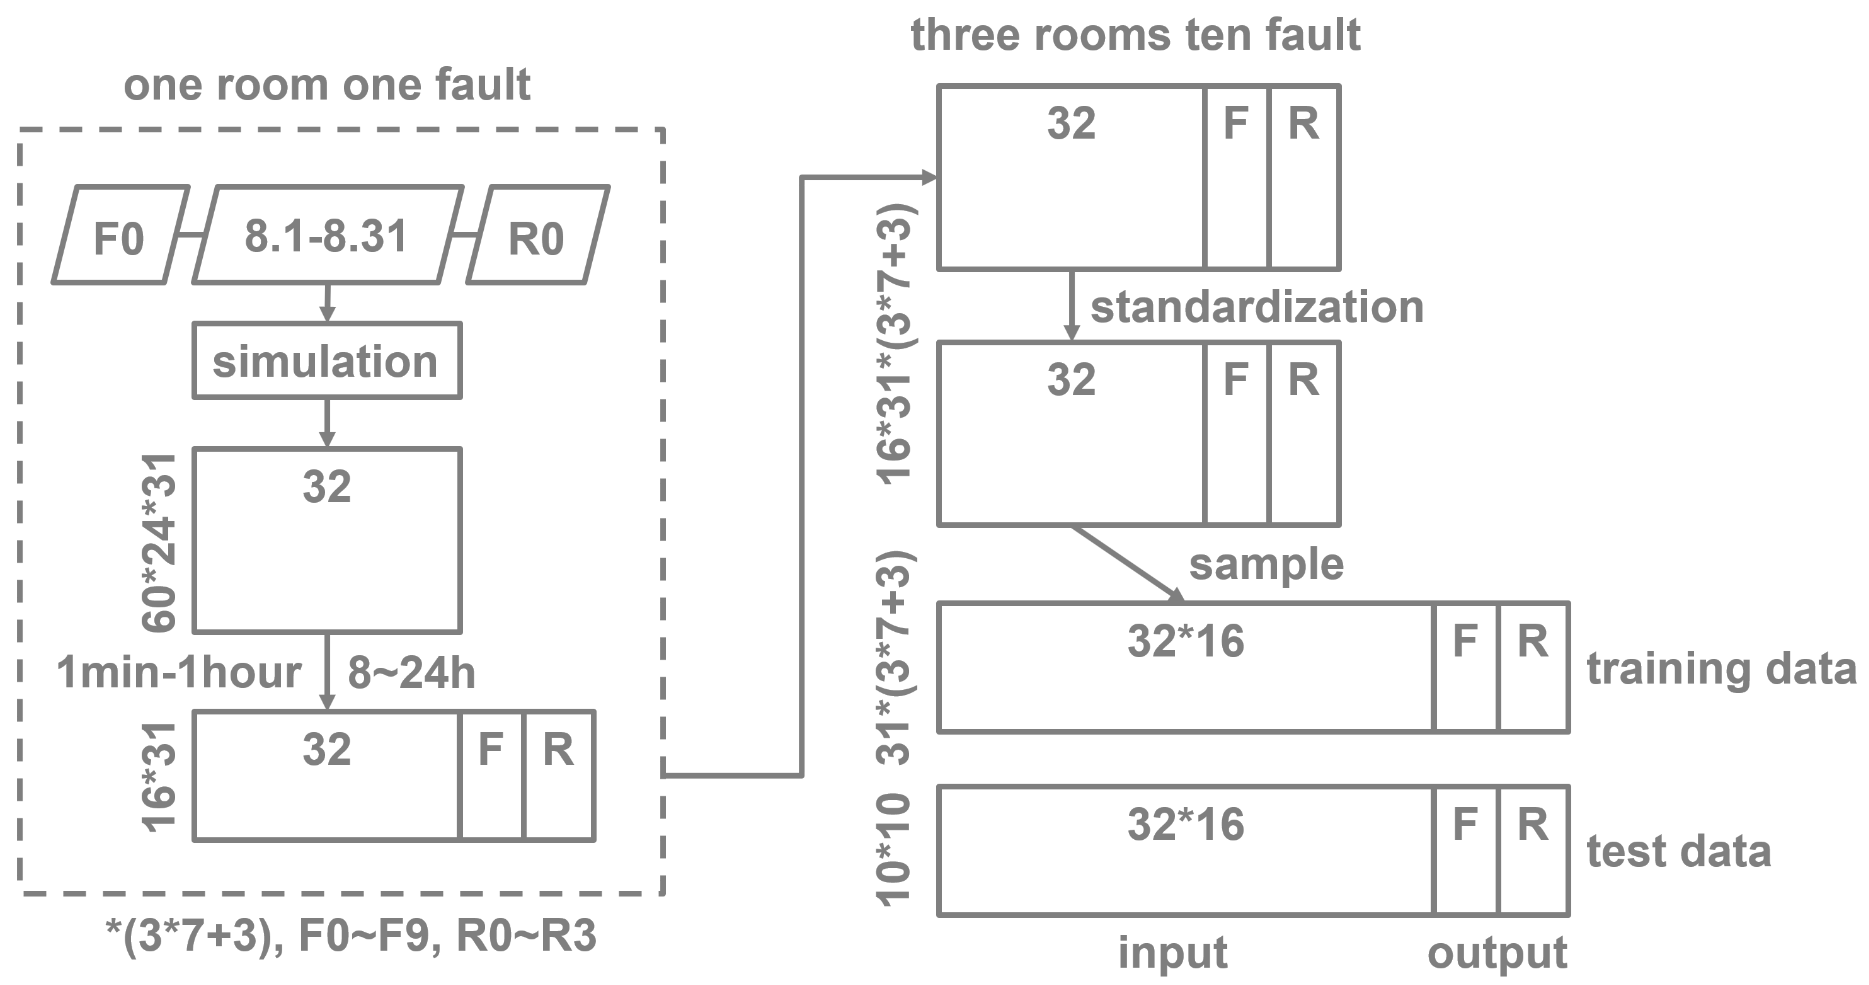 one room one fault
F0
8.1-8.31
R0
simulation
60*24*31
32
1min-1hour
8~24h
16*31
32
F
R
*(3*7+3), F0~F9, R0~R3
three rooms ten fault
32
F
R
16*31*(3*7+3)
standardization
32
F
R
sample
31*(3*7+3)
32*16
F
R
training data
10*10
32*16
F
R
test data
input
output